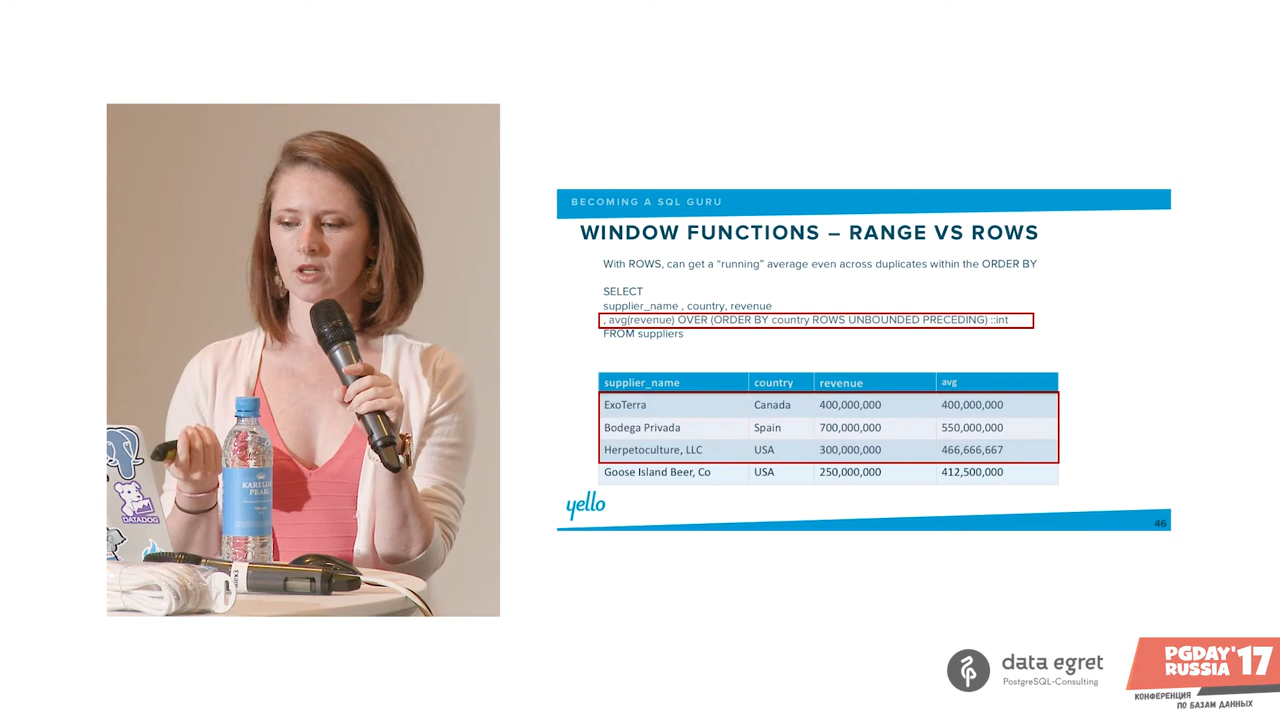 BECOMING A SQL GURU
WINDOW FUNCTIONS – RANGE VS ROWS
With ROWS, can get a “running” average even across duplicates within the ORDER BY
SELECT
supplier_name , country, revenue
, avg(revenue) OVER (ORDER BY country ROWS UNBOUNDED PRECEDING) ::int
FROM suppliers
supplier_name country revenue avg
ExoTerra Canada 400,000,000 400,000,000
Bodega Privada Spain 700,000,000 550,000,000
Herpetoculture, LLC USA 300,000,000 466,666,667
Goose Island Beer, Co USA 250,000,000 412,500,000
yello
46
DATADOG
data egret
PostgreSQL-Consulting
PGDAY'17
RUSSIA
КОНФЕРЕНЦИЯ
ПО БАЗАМ ДАННЫХ